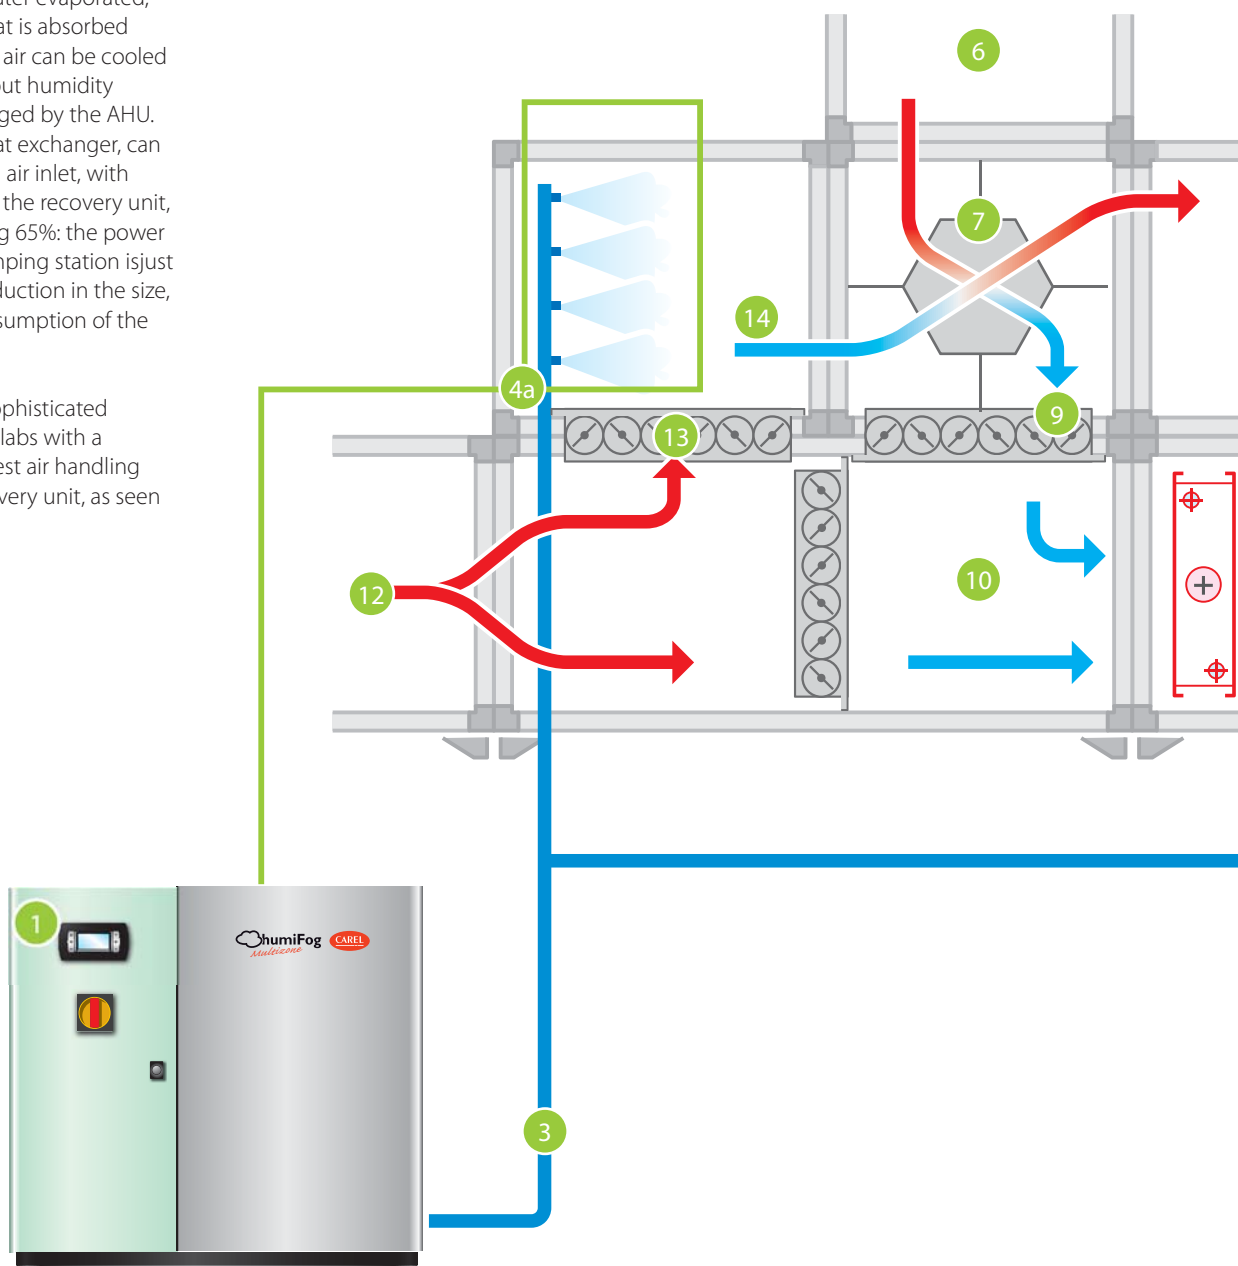 ter evaporated,
at is absorbed
air can be cooled
out humidity
ged by the AHU.
at exchanger, can
air inlet, with
the recovery unit,
g 65%: the power
nping station isjust
duction in the size,
sumption of the
ophisticated
labs with a
est air handling
very unit, as seen
6
7
14
4a
13
9
12
10
1
humiFog CAREL
Multizone
3